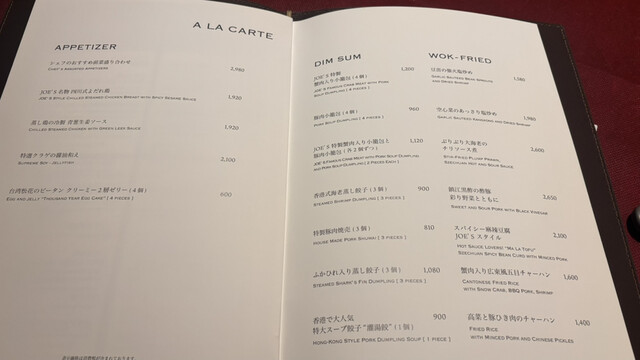 A LA CARTE
APPETIZER
シェフのおすすめ前菜盛り合わせ 2,980
CHEF'S ASSORTED APPETIZERS
JOE'S名物 四川式よだれ鶏 1,920
JOE'S STYLE CHILLED STEAMED CHICKEN BREAST WITH SPICY SESAME SAUCE
蒸し鶏の冷製 青葱生姜ソース 1,920
CHILLED STEAMED CHICKEN WITH GREEN LEEK SAUCE
特選クラゲの醤油和え 2,300
SUPREME SOY JELLYFISH
台湾松花のピータン クリーミー2層ゼリー (4個) 800
EGG AND JELLY "THOUSAND YEAR EGG CAKE" [ 4 PIECES ]
DIM SUM
JOE'S 特製
蟹肉入り小籠包 (4個) 1,200
JOE'S FAMOUS CRAB MEAT WITH PORK
SOUP DUMPLING [ 4 PIECES ]
豚肉小籠包 (4個) 960
PORK SOUP DUMPLING [ 4 PIECES ]
JOE'S 特製蟹肉入り小籠包と 1,120
豚肉小籠包 (各2個ずつ)
JOE'S FAMOUS CRAB MEAT WITH PORK SOUP DUMPLING
AND PORK SOUP DUMPLING [ 2 PIECES EACH ]
香港式海老蒸し餃子 (3個) 900
STEAMED SHRIMP DUMPLING [ 3 PIECES ]
特製豚肉焼売 (3個) 810
HOUSE MADE PORK SIOUMAI [ 3 PIECES ]
ふかひれ入り蒸し餃子 (3個) 1,080
STEAMED SHARK'S FIN DUMPLING [ 3 PIECES ]
香港で大人気
特大スープ餃子 "灌湯餃" (1個) 900
HONG-KONG STYLE PORK DUMPLING SOUP [ 1 PIECE ]
WOK-FRIED
豆苗の強火塩炒め
GARLIC SAUTEED BEAN SPROUTS
AND DRIED SHRIMP
空心菜のあっさり塩炒め 1,980
GARLIC SAUTEED KANGKONG AND DRIED SHRIMP
ぷりぷり大海老の
チリソース煮 2,600
STIR-FRIED PLUMP PRAWN,
SZECHUAN HOT AND SOUR SAUCE
鎮江黒酢の酢豚
彩り野菜とともに 2,650
SWEET AND SOUR PORK WITH BLACK VINEGAR
スパイシー麻辣豆腐
JOE'Sスタイル 2,100
HOT SAUCE LOVERS! "MA LA TOFU"
SZECHUAN SPICY BEAN CURD WITH MINCED PORK
蟹肉入り広東風五目チャーハン 1,600
CANTONESE FRIED RICE
WITH SNOW CRAB, BBQ PORK, SHRIMP
高菜と豚ひき肉のチャーハン 1,400
FRIED RICE
WITH MINCED PORK AND CHINESE PICKLES